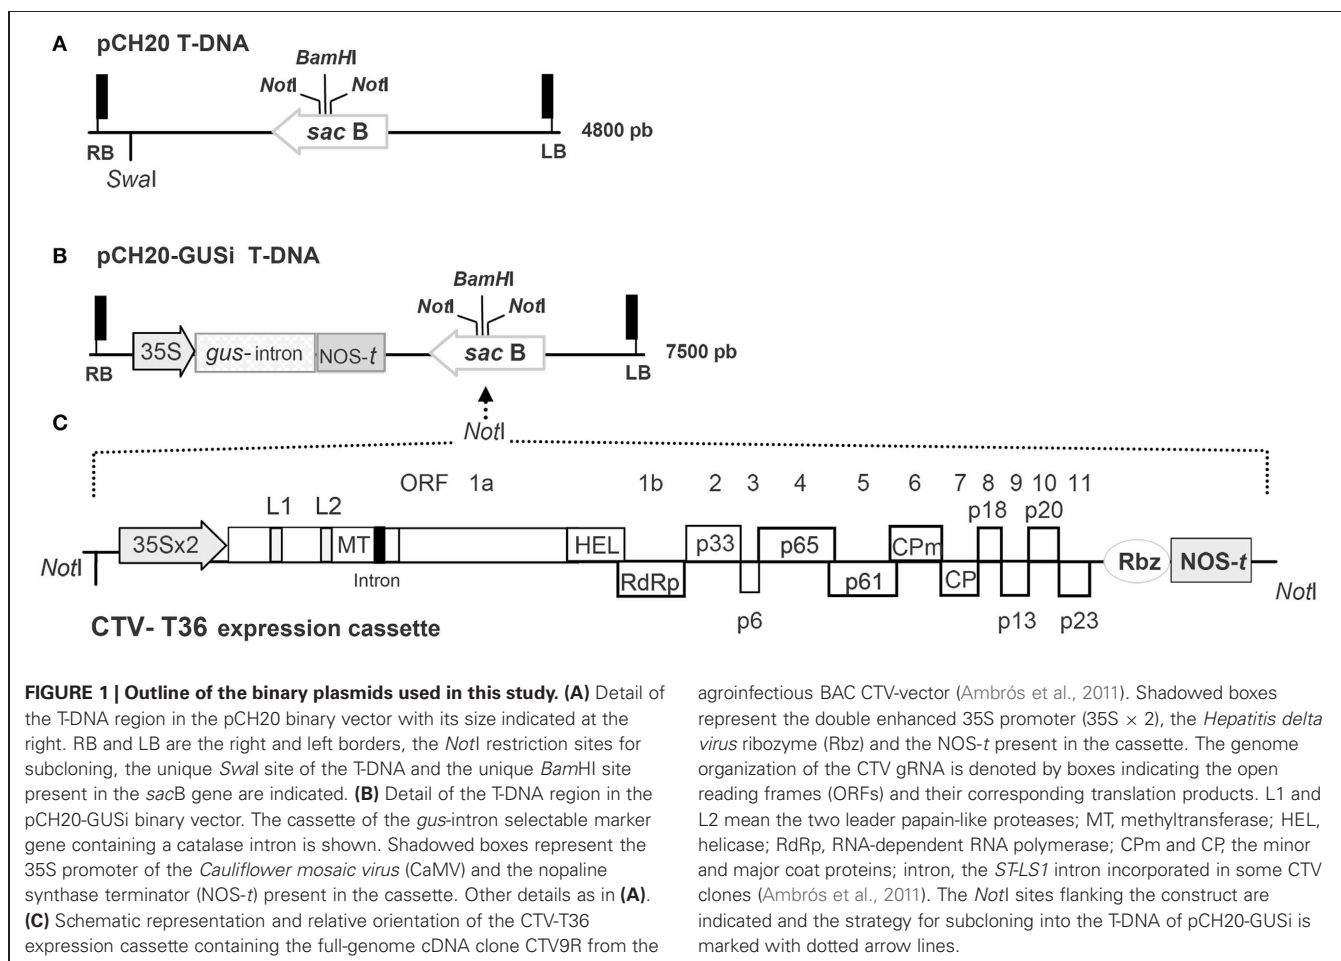 A pCH20 T-DNA
BamHI
NotI NotI
sac B
4800 pb
RB
LB
SwaI
B pCH20-GUSi T-DNA
BamHI
NotI NotI
35S gus-intron NOS-t
sac B
7500 pb
RB
LB
C
NotI
ORF 1a 1b 2 3 4 5 6 7 8 9 10 11
L1 L2
p18 p20
35Sx2 MT HEL p33 p65 CPm
Rbz NOS-t
NotI
Intron
RdRp p61 CP
NotI
p6 p13 p23
CTV- T36 expression cassette
FIGURE 1 | Outline of the binary plasmids used in this study. (A) Detail of
the T-DNA region in the pCH20 binary vector with its size indicated at the
right. RB and LB are the right and left borders, the NotI restriction sites for
subcloning, the unique SwaI site of the T-DNA and the unique BamHI site
present in the sacB gene are indicated. (B) Detail of the T-DNA region in the
pCH20-GUSi binary vector. The cassette of the gus-intron selectable marker
gene containing a catalase intron is shown. Shadowed boxes represent the
35S promoter of the Cauliflower mosaic virus (CaMV) and the nopaline
synthase terminator (NOS-t) present in the cassette. Other details as in (A).
(C) Schematic representation and relative orientation of the CTV-T36
expression cassette containing the full-genome cDNA clone CTV9R from the
agroinfectious BAC CTV-vector (Ambrós et al., 2011). Shadowed boxes
represent the double enhanced 35S promoter (35S × 2), the Hepatitis delta
virus ribozyme (Rbz) and the NOS-t present in the cassette. The genome
organization of the CTV gRNA is denoted by boxes indicating the open
reading frames (ORFs) and their corresponding translation products. L1 and
L2 mean the two leader papain-like proteases; MT, methyltransferase; HEL,
helicase; RdRp, RNA-dependent RNA polymerase; CPm and CP, the minor
and major coat proteins; intron, the ST-LS1 intron incorporated in some CTV
clones (Ambrós et al., 2011). The NotI sites flanking the construct are
indicated and the strategy for subcloning into the T-DNA of pCH20-GUSi is
marked with dotted arrow lines.